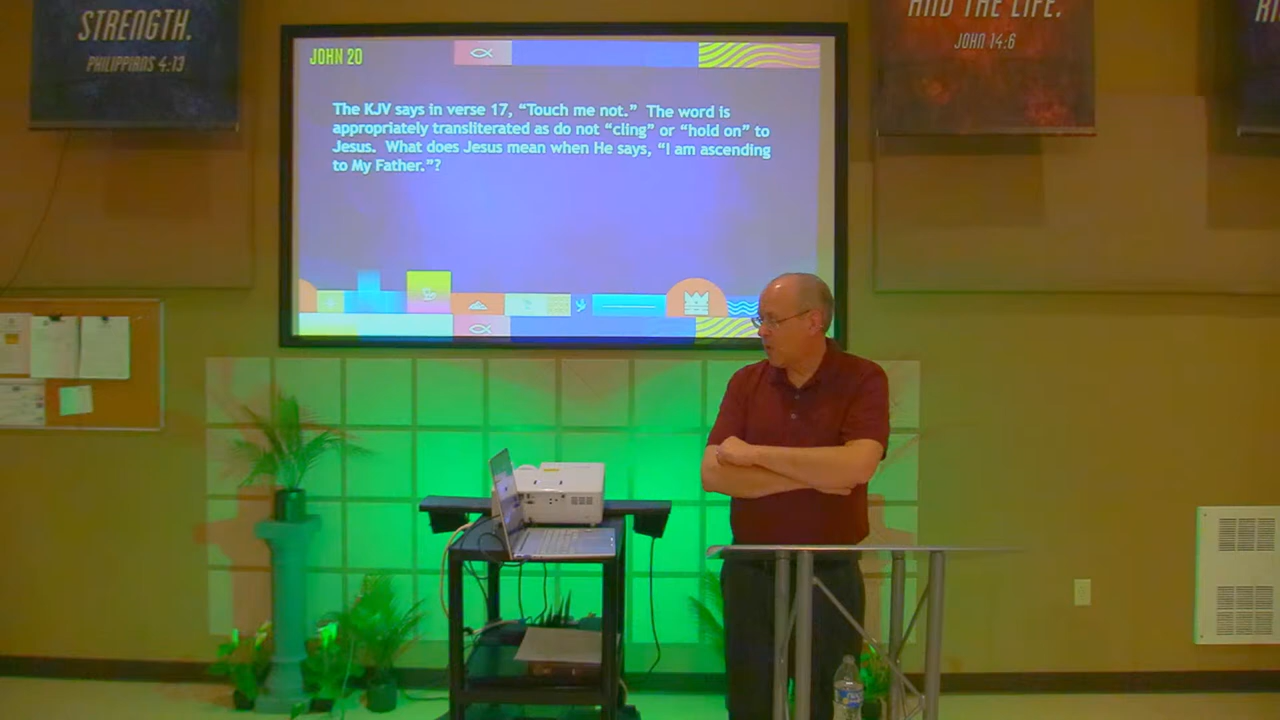 STRENGTH.
PHILIPPIANS 4:13
AND THE LIFE.
JOHN 14:6
JOHN 20
The KJV says in verse 17, “Touch me not.” The word is
appropriately transliterated as do not “cling” or “hold on” to
Jesus. What does Jesus mean when He says, “I am ascending
to My Father.”?